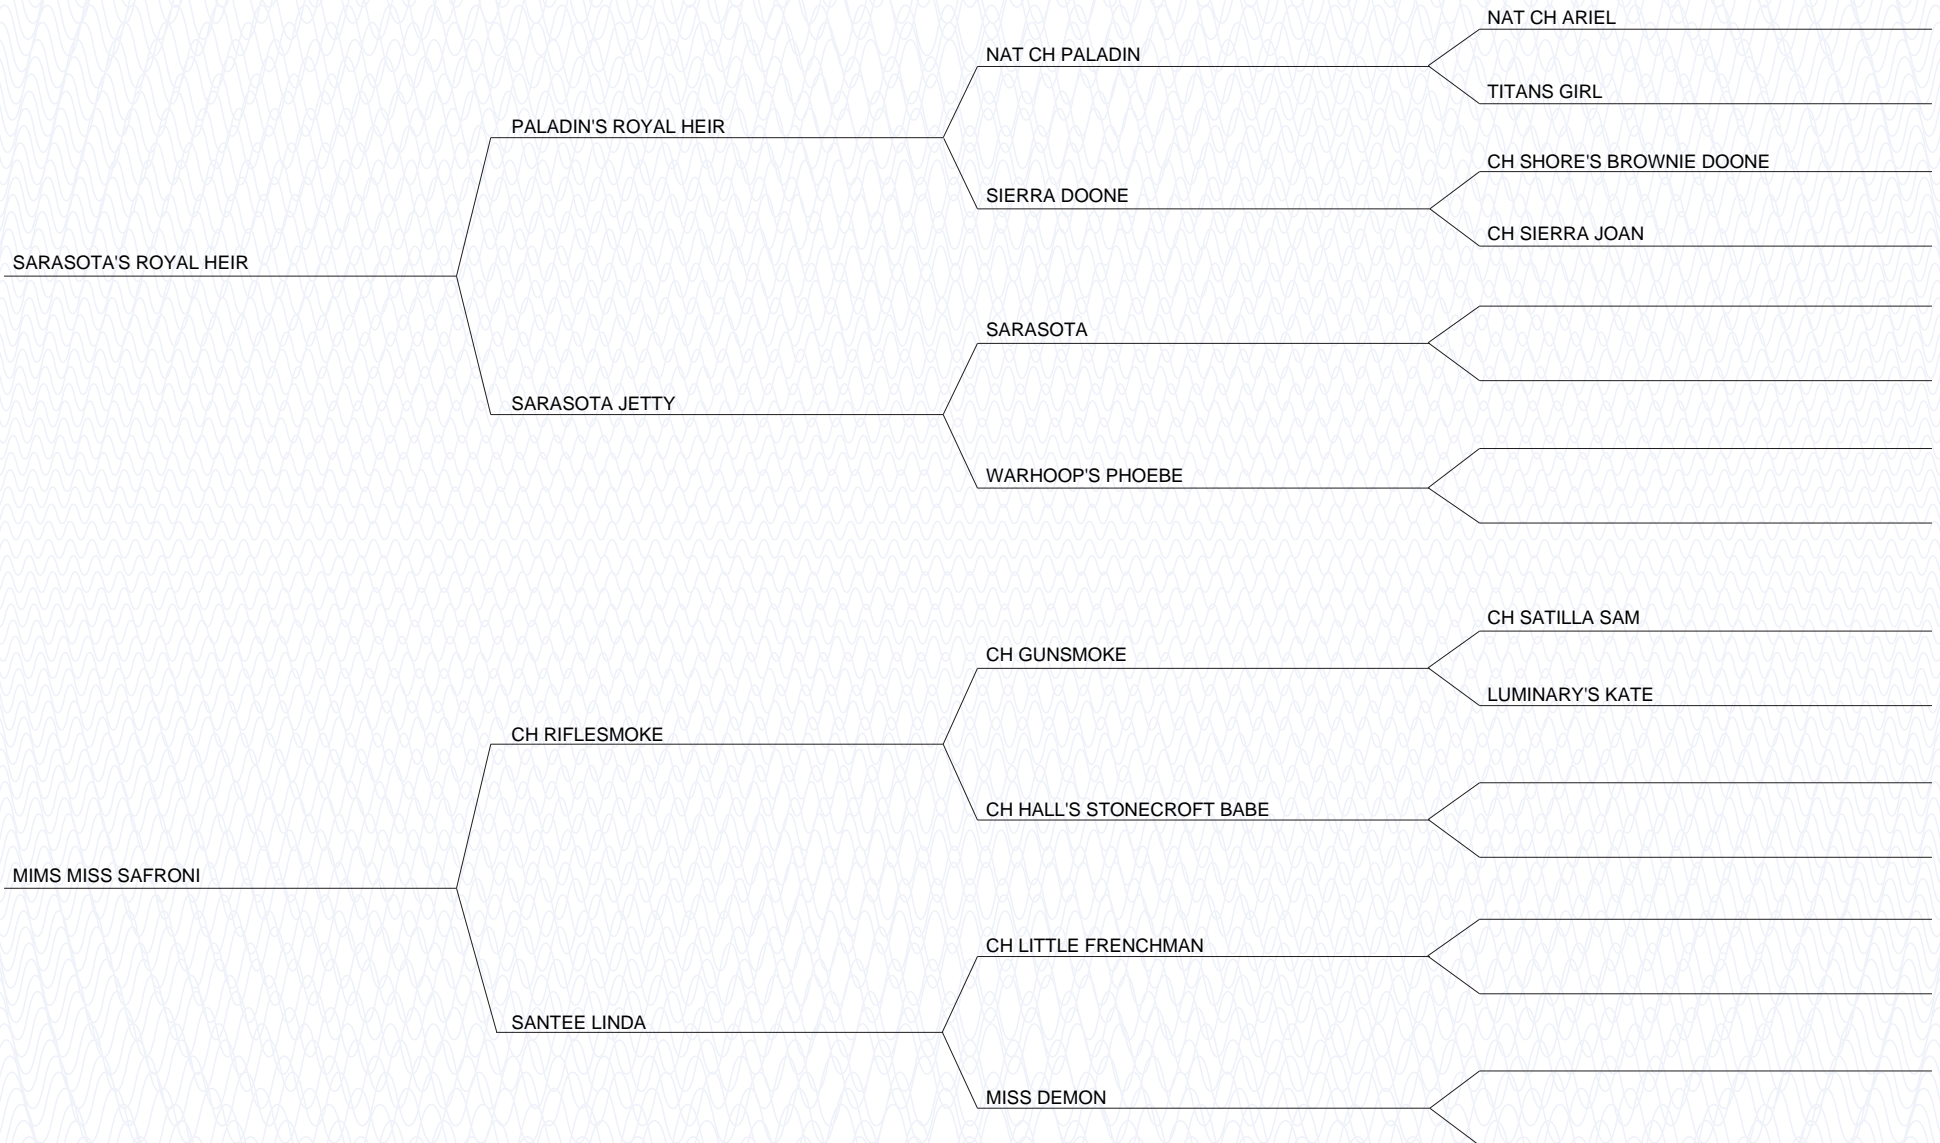 NAT CH ARIEL
NAT CH PALADIN
TITANS GIRL
PALADIN'S ROYAL HEIR
CH SHORE'S BROWNIE DOONE
SIERRA DOONE
CH SIERRA JOAN
SARASOTA'S ROYAL HEIR
SARASOTA
SARASOTA JETTY
WARHOOP'S PHOEBE
CH SATILLA SAM
CH GUNSMOKE
LUMINARY'S KATE
CH RIFLESMOKE
CH HALL'S STONECROFT BABE
MIMS MISS SAFRONI
CH LITTLE FRENCHMAN
SANTEE LINDA
MISS DEMON